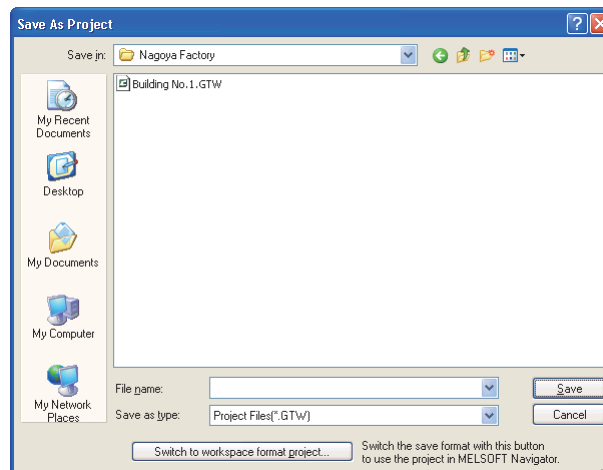 Save As Project
?
Save in:
Nagoya Factory
Building No.1.GTW
My Recent
Documents
Desktop
My Documents
My Computer
My Network
Places
File name:
Save
Save as type:
Project Files(*.GTW)
Cancel
Switch to workspace format project...
Switch the save format with this button
to use the project in MELSOFT Navigator.